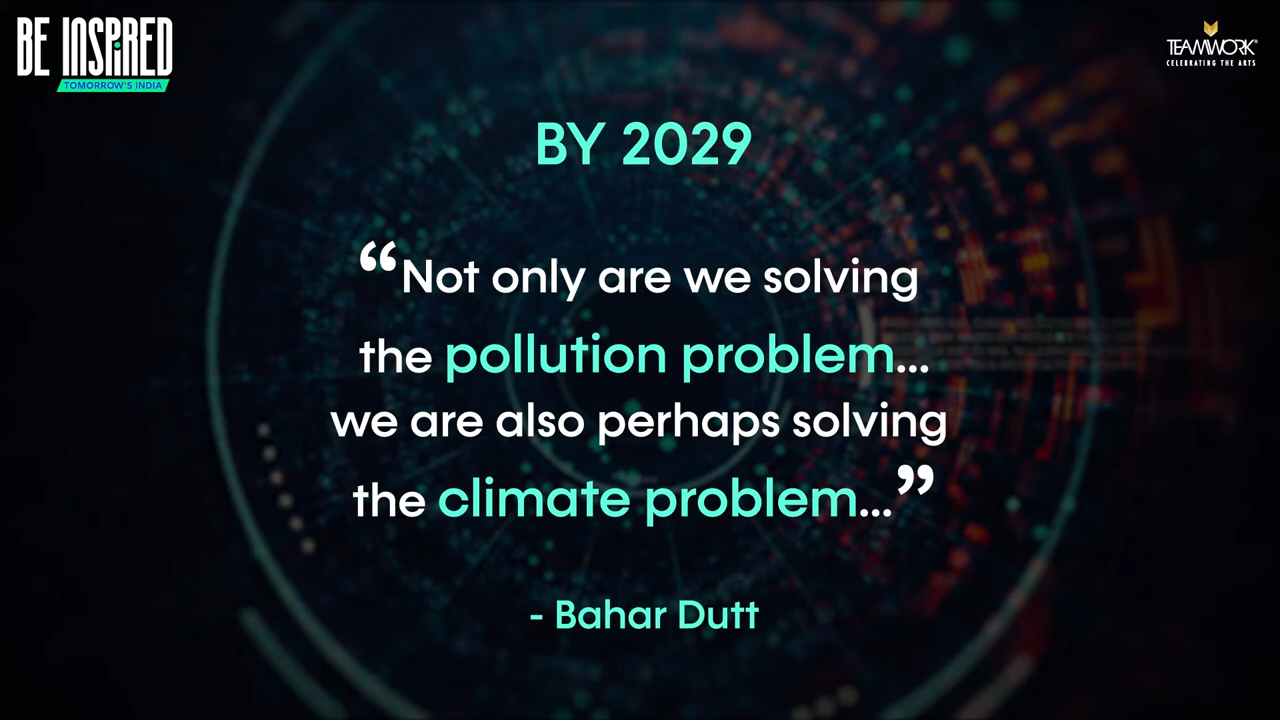 BE INSPIRED
TOMORROW'S INDIA
TEAMWORK®
CELEBRATING THE ARTS
BY 2029
“Not only are we solving
the pollution problem...
we are also perhaps solving
the climate problem...”
- Bahar Dutt